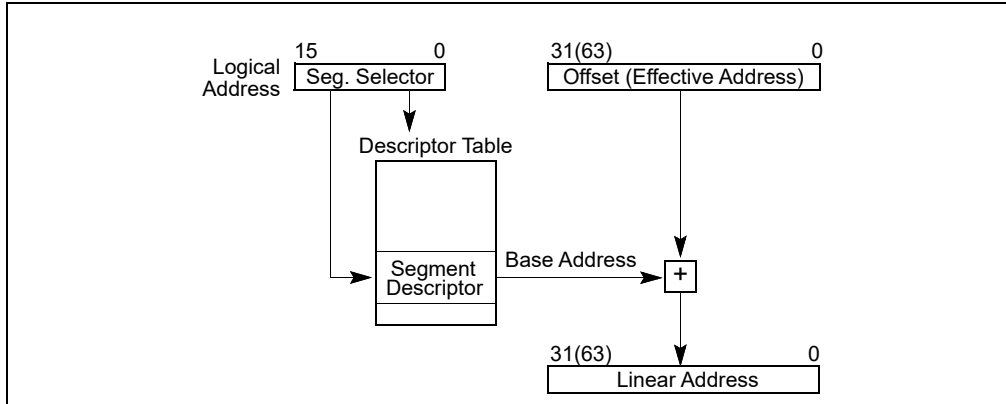 15 0 31(63) 0
Logical Address
Seg. Selector
Offset (Effective Address)
Descriptor Table
Base Address
+
Segment
Descriptor
31(63) 0
Linear Address